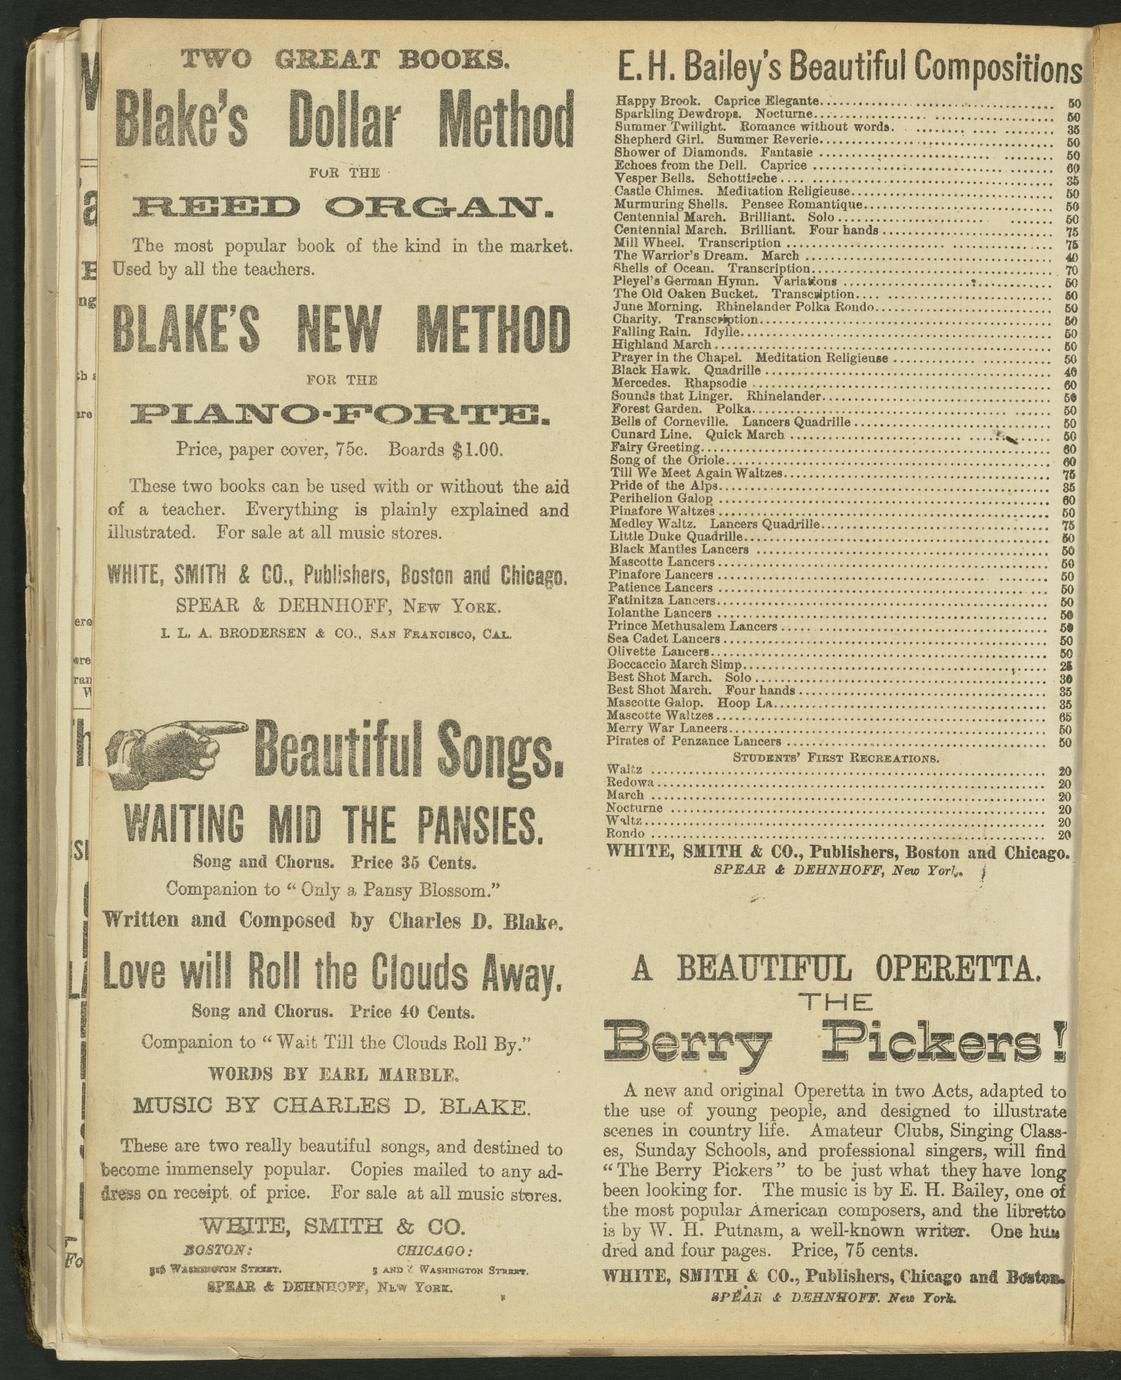 TWO GREAT BOOKS.
Blake's Dollar Method
FOR THE
REED ORGAN.
The most popular book of the kind in the market.
Used by all the teachers.
BLAKE'S NEW METHOD
FOR THE
PIANO-FORTE.
Price, paper cover, 75c. Boards $1.00.
These two books can be used with or without the aid
of a teacher. Everything is plainly explained and
illustrated. For sale at all music stores.
WHITE, SMITH & CO., Publishers, Boston and Chicago.
SPEAR & DEHNHOFF, NEW YORK.
I. L. A. BRODERSEN & CO., SAN FRANCISCO, CAL.
Beautiful Songs.
WAITING MID THE PANSIES.
Song and Chorus. Price 35 Cents.
Companion to "Only a Pansy Blossom."
Written and Composed by Charles D. Blake.
Love will Roll the Clouds Away.
Song and Chorus. Price 40 Cents.
Companion to "Wait Till the Clouds Roll By."
WORDS BY EARL MARBLE.
MUSIC BY CHARLES D. BLAKE.
These are two really beautiful songs, and destined to
become immensely popular. Copies mailed to any ad-
dress on receipt of price. For sale at all music stores.
WHITE, SMITH & CO.
BOSTON: CHICAGO:
516 WASHINGTON STREET. 5 AND WASHINGTON STREET.
SPEAR & DEHNHOFF, NEW YORK.
E. H. Bailey's Beautiful Compositions
Happy Brook. Caprice Elegante. 50
Sparkling Dewdrops. Nocturne. 50
Summer Twilight. Romance without words. 35
Shepherd Girl. Summer Reverie. 50
Shower of Diamonds. Fantasie 50
Echoes from the Dell. Caprice 60
Vesper Bells. Schottische 35
Castle Chimes. Meditation Religieuse. 50
Murmuring Shells. Pensee Romantique. 50
Centennial March. Brilliant. Solo 50
Centennial March. Brilliant. Four hands 75
Mill Wheel. Transcription 75
The Warrior's Dream. March 40
Shells of Ocean. Transcription. 70
Pleyel's German Hymn. Variations 50
The Old Oaken Bucket. Transcription. 50
June Morning. Rhinelander Polka Rondo. 50
Charity. Transcription. 50
Falling Rain. Idylle. 50
Highland March 50
Prayer in the Chapel. Meditation Religieuse 50
Black Hawk. Quadrille 40
Mercedes. Rhapsodie 60
Sounds that Linger. Rhinelander. 50
Forest Garden. Polka. 50
Bells of Corneville. Lancers Quadrille 50
Cunard Line. Quick March 50
Fairy Greeting. 60
Song of the Oriole. 60
Till We Meet Again Waltzes. 75
Pride of the Alps. 35
Perihelion Galop 60
Pinafore Waltzes 50
Medley Waltz. Lancers Quadrille. 75
Little Duke Quadrille. 50
Black Mantles Lancers 50
Mascotte Lancers 50
Pinafore Lancers 50
Patience Lancers 50
Fatinitza Lancers. 50
Iolanthe Lancers 50
Prince Methusalem Lancers 50
Sea Cadet Lancers 50
Olivette Lancers. 50
Boccaccio March Simp. 25
Best Shot March. Solo 30
Best Shot March. Four hands 35
Mascotte Galop. Hoop La. 35
Mascotte Waltzes. 65
Merry War Lancers. 50
Pirates of Penzance Lancers 50
STUDENTS' FIRST RECREATIONS.
Waltz 20
Redowa 20
March 20
Nocturne 20
Waltz. 20
Rondo 20
WHITE, SMITH & CO., Publishers, Boston and Chicago.
SPEAR & DEHNHOFF, New York.
A BEAUTIFUL OPERETTA.
THE
Berry Pickers!
A new and original Operetta in two Acts, adapted to
the use of young people, and designed to illustrate
scenes in country life. Amateur Clubs, Singing Class-
es, Sunday Schools, and professional singers, will find
"The Berry Pickers" to be just what they have long
been looking for. The music is by E. H. Bailey, one of
the most popular American composers, and the libretto
is by W. H. Putnam, a well-known writer. One hun
dred and four pages. Price, 75 cents.
WHITE, SMITH & CO., Publishers, Chicago and Boston.
SPEAR & DEHNHOFF. New York.